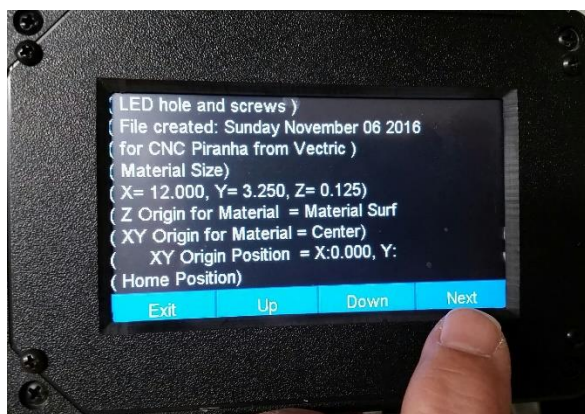 ( LED hole and screws )
( File created: Sunday November 06 2016
( for CNC Piranha from Vectric )
( Material Size)
( X= 12.000, Y= 3.250, Z= 0.125)
( Z Origin for Material = Material Surf
( XY Origin for Material = Center)
( XY Origin Position = X:0.000, Y:
( Home Position)
Exit Up Down Next